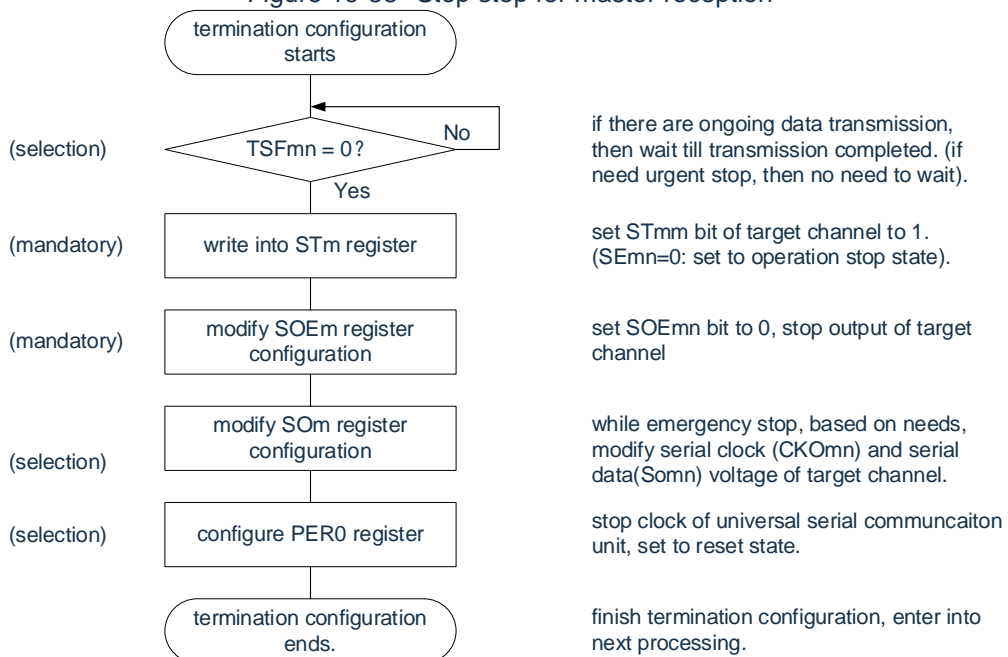 termination configuration
starts
(selection)
TSFmn = 0?
No
Yes
if there are ongoing data transmission,
then wait till transmission completed. (if
need urgent stop, then no need to wait).
(mandatory)
write into STm register
set STmm bit of target channel to 1.
(SEmn=0: set to operation stop state).
(mandatory)
modify SOEm register
configuration
set SOEmn bit to 0, stop output of target
channel
(selection)
modify SOm register
configuration
while emergency stop, based on needs,
modify serial clock (CKOmn) and serial
data(Somn) voltage of target channel.
(selection)
configure PER0 register
stop clock of universal serial communcaiton
unit, set to reset state.
termination configuration
ends.
finish termination configuration, enter into
next processing.